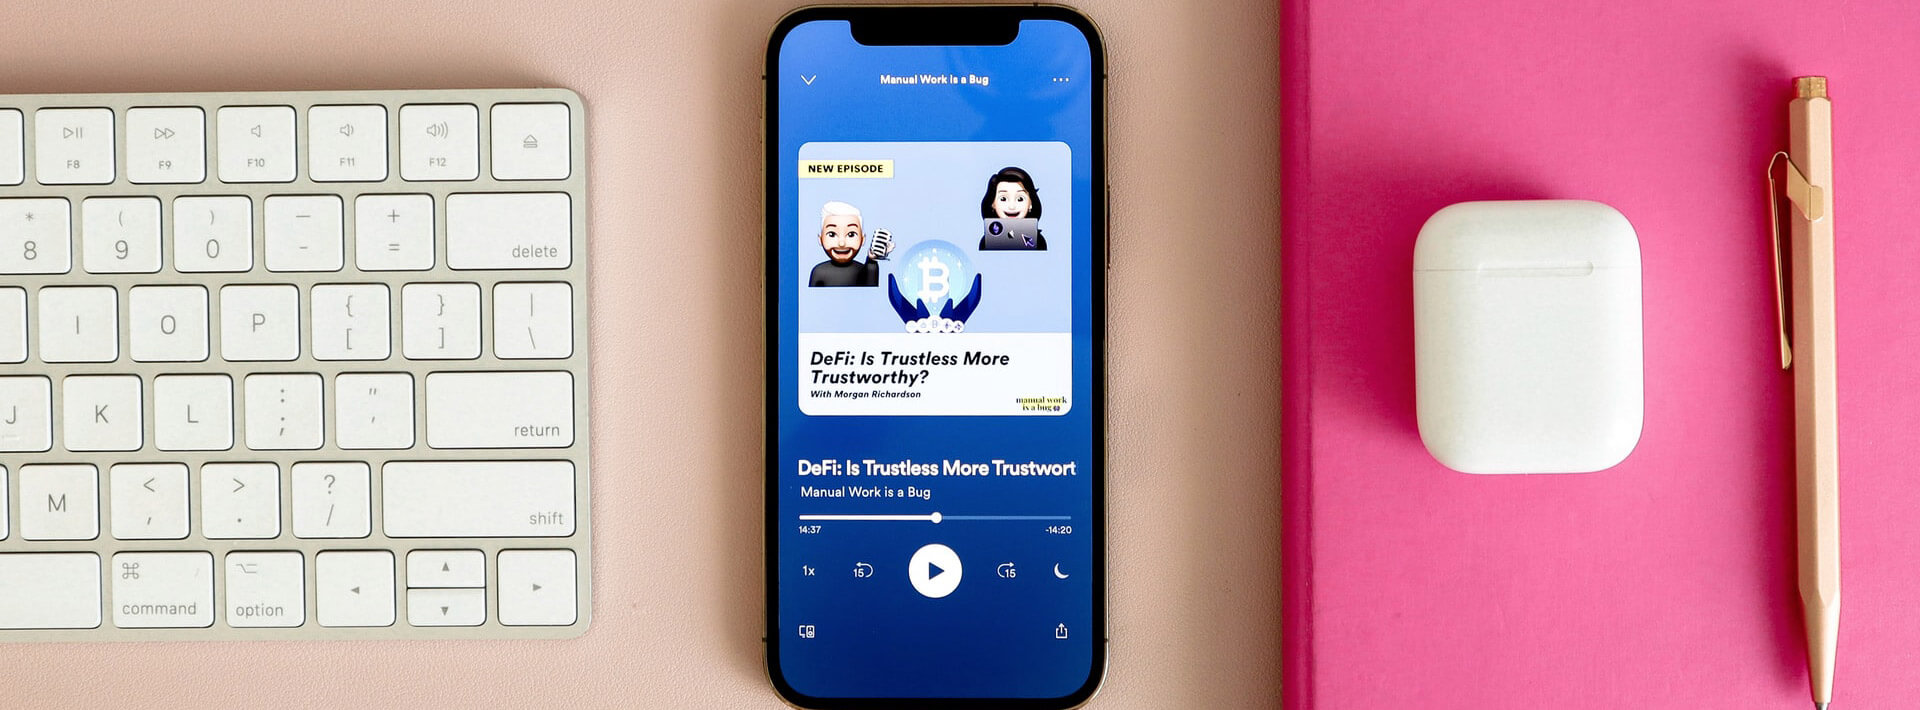 F8
F9
F10
F11
F12
*
8
(
9
)
0
_
-
+
=
delete
I
O
P
{
[
}
]
|
\
J
K
L
:
;
"
'
return
M
<
,
>
.
?
/
shift
⌘
command
⌥
option
Manual Work is a Bug
NEW EPISODE
DeFi: Is Trustless More
Trustworthy?
With Morgan Richardson
manual work
is a bug
DeFi: Is Trustless More Trustwort
Manual Work is a Bug
14:37
-14:20
1x
15
15